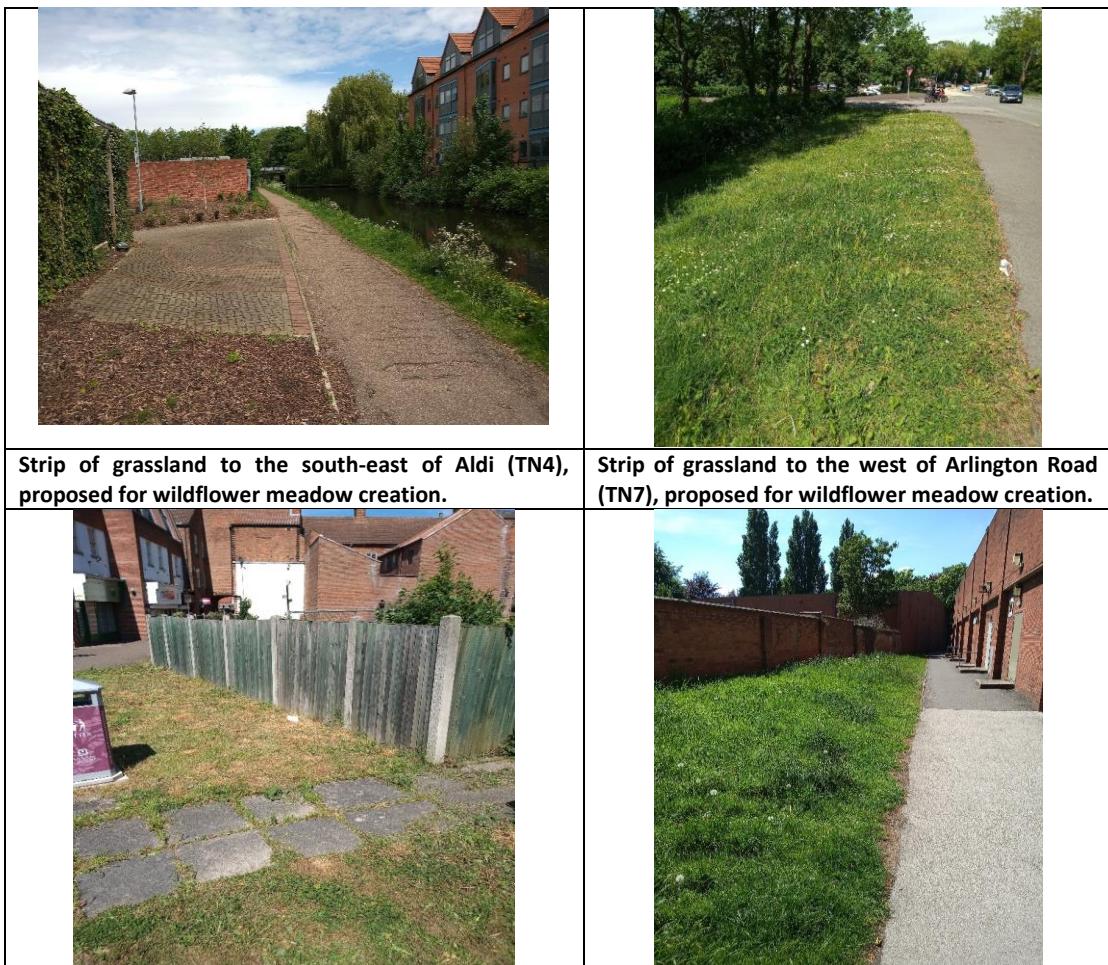 Strip of grassland to the south-east of Aldi (TN4),
proposed for wildflower meadow creation.
Strip of grassland to the west of Arlington Road
(TN7), proposed for wildflower meadow creation.